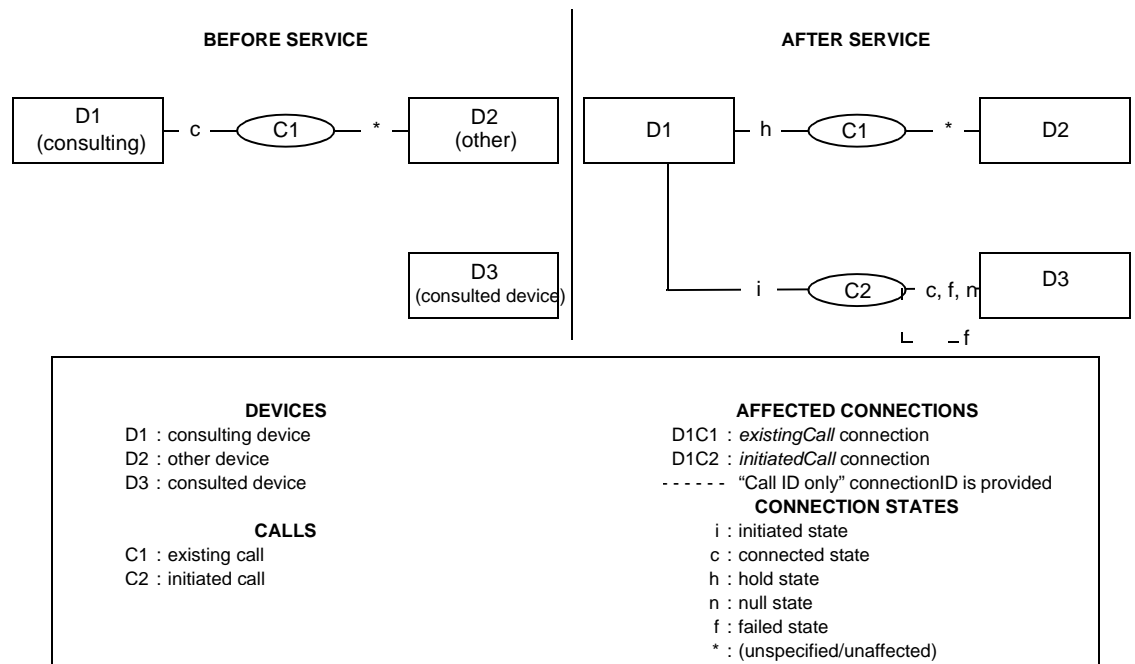 BEFORE SERVICE
AFTER SERVICE
D1
(consulting)
c
C1
*
D2
(other)
D1
h
C1
*
D2
D3
(consulted device)
i
C2
c, f, n
D3
f
DEVICES
D1 : consulting device
D2 : other device
D3 : consulted device
CALLS
C1 : existing call
C2 : initiated call
AFFECTED CONNECTIONS
D1C1 : existingCall connection
D1C2 : initiatedCall connection
- - - - - - “Call ID only” connectionID is provided
CONNECTION STATES
i : initiated state
c : connected state
h : hold state
n : null state
f : failed state
* : (unspecified/unaffected)